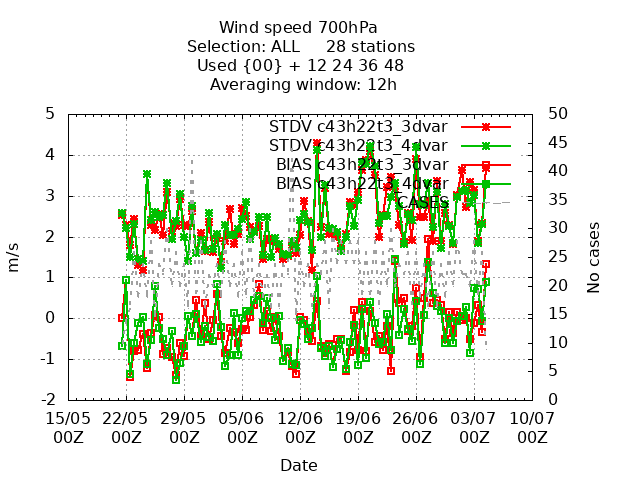 Wind speed 700hPa
Selection: ALL 28 stations
Used {00} + 12 24 36 48
Averaging window: 12h
STDV c43h22t3_3dvar
STDV c43h22t3_4dvar
BIAS c43h22t3_3dvar
BIAS c43h22t3_4dvar
CASES
5
4
3
2
1
0
-1
-2
m/s
50
45
40
35
30
25
20
15
10
5
0
No cases
15/05 22/05 29/05 05/06 12/06 19/06 26/06 03/07 10/07
00Z 00Z 00Z 00Z 00Z 00Z 00Z 00Z 00Z
Date